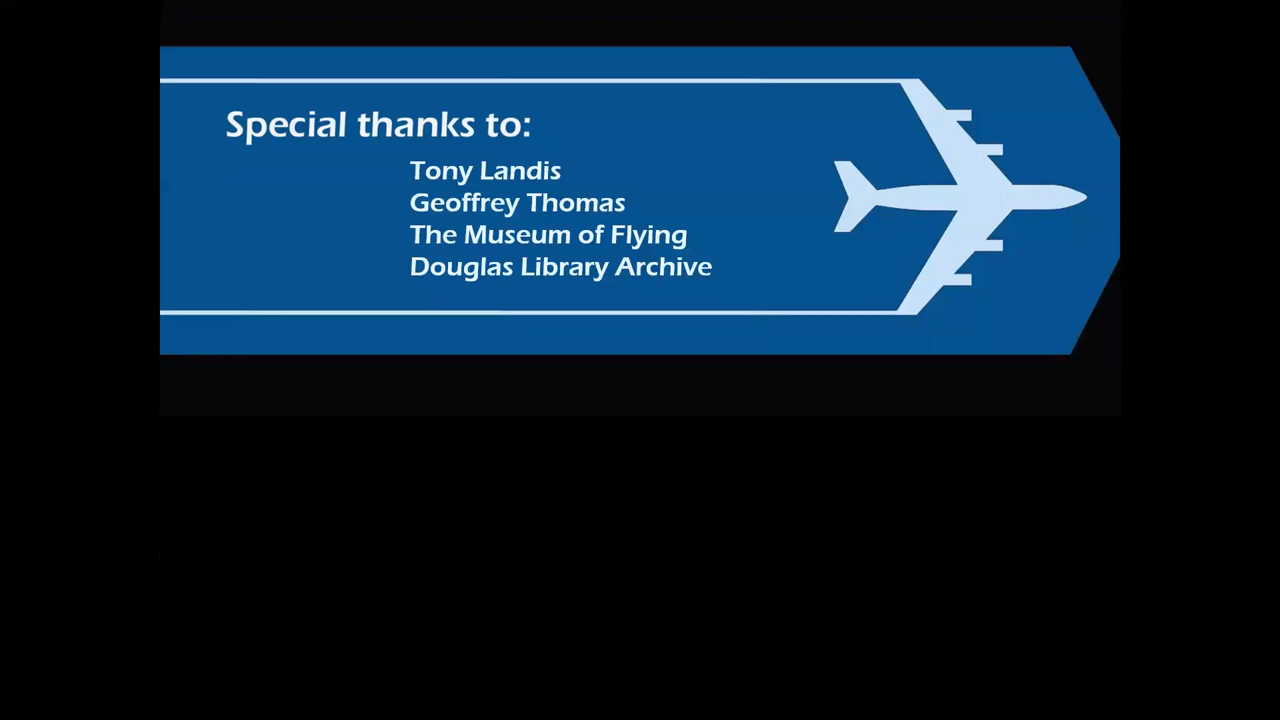 Special thanks to:
Tony Landis
Geoffrey Thomas
The Museum of Flying
Douglas Library Archive